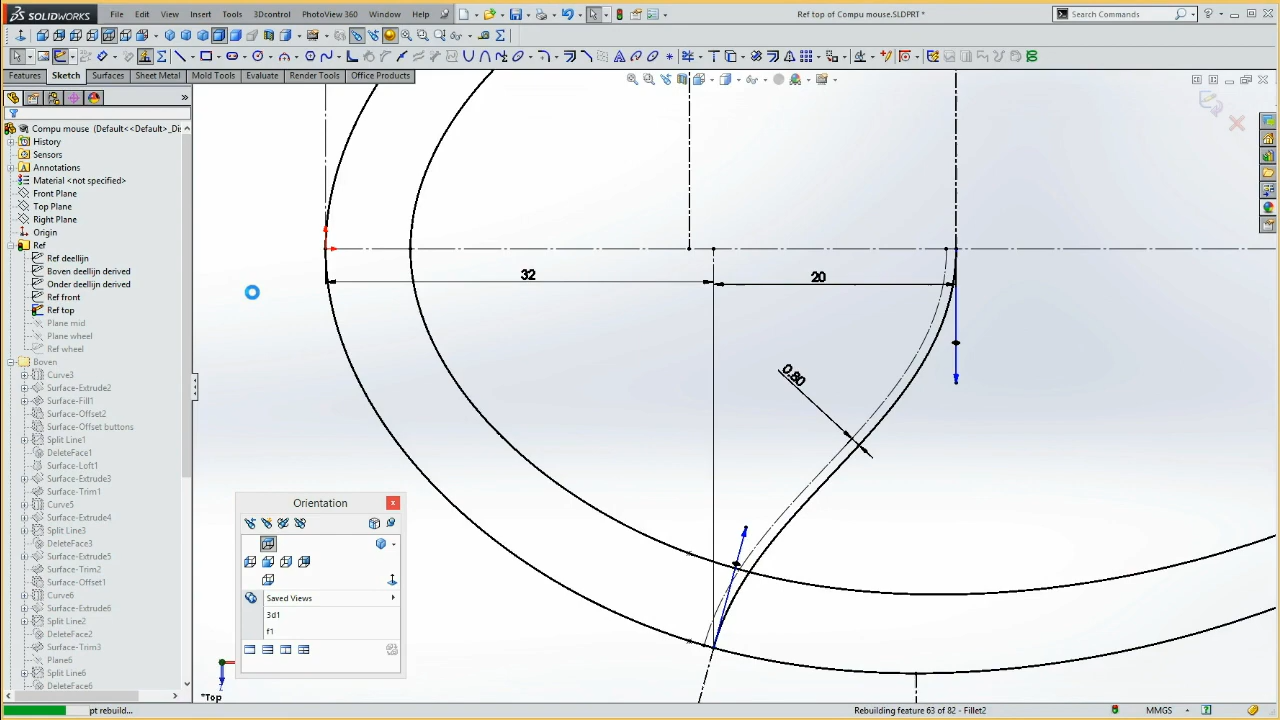 SOLIDWORKS File Edit View Insert Tools 3Dcontrol PhotoView 360 Window Help Ref top of Compu mouse.SLDPRT * Search Commands
Features Sketch Surfaces Sheet Metal Mold Tools Evaluate Render Tools Office Products
Compu mouse (Default<<Default>_Di
History
Sensors
Annotations
Material <not specified>
Front Plane
Top Plane
Right Plane
Origin
Ref
Ref deellijn
Boven deellijn derived
Onder deellijn derived
Ref front
Ref top
Plane mid
Plane wheel
Ref wheel
Boven
Curve3
Surface-Extrude2
Surface-Fill1
Surface-Offset2
Surface-Offset buttons
Split Line1
DeleteFace1
Surface-Loft1
Surface-Extrude3
Surface-Trim1
Curve5
Surface-Extrude4
Split Line3
DeleteFace3
Surface-Extrude5
Surface-Trim2
Surface-Offset1
Curve6
Surface-Extrude6
Split Line2
DeleteFace2
Surface-Trim3
Plane6
Split Line6
DeleteFace6
32
20
0.80
Orientation
Saved Views
3d1
f1
*Top
pt rebuild... Rebuilding feature 63 of 82 - Fillet2 MMGS